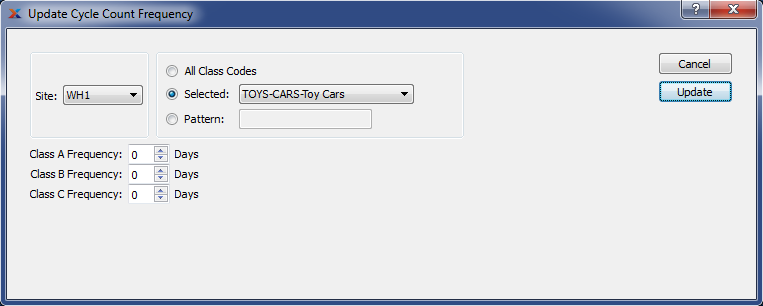 Update Cycle Count Frequency
?
Site: WH1
All Class Codes
Selected: TOYS-CARS-Toy Cars
Pattern:
Cancel
Update
Class A Frequency: 0 Days
Class B Frequency: 0 Days
Class C Frequency: 0 Days